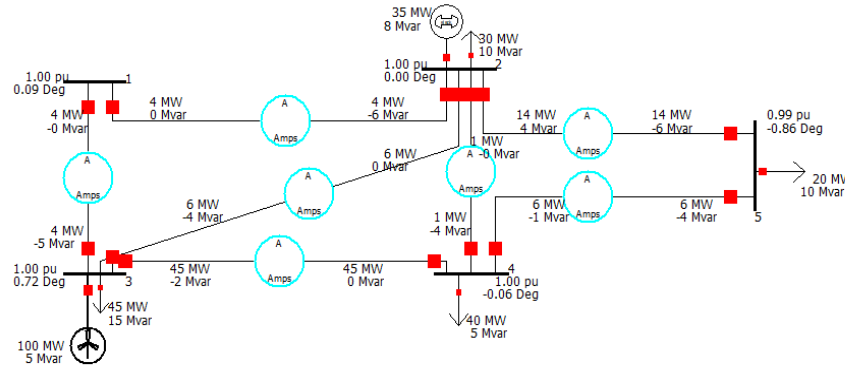 35 MW
8 Mvar
30 MW
10 Mvar
1.00 pu
0.00 Deg
2
1.00 pu
0.09 Deg
1
4 MW
-0 Mvar
4 MW
0 Mvar
A
Amps
4 MW
-6 Mvar
14 MW
4 Mvar
A
Amps
14 MW
-6 Mvar
0.99 pu
-0.86 Deg
1 MW
-0 Mvar
6 MW
0 Mvar
A
Amps
A
Amps
A
Amps
6 MW
-4 Mvar
A
Amps
6 MW
-1 Mvar
6 MW
-4 Mvar
20 MW
10 Mvar
5
4 MW
-5 Mvar
1 MW
-4 Mvar
1.00 pu
0.72 Deg
3
45 MW
-2 Mvar
A
Amps
45 MW
0 Mvar
4
1.00 pu
-0.06 Deg
45 MW
15 Mvar
40 MW
5 Mvar
100 MW
5 Mvar